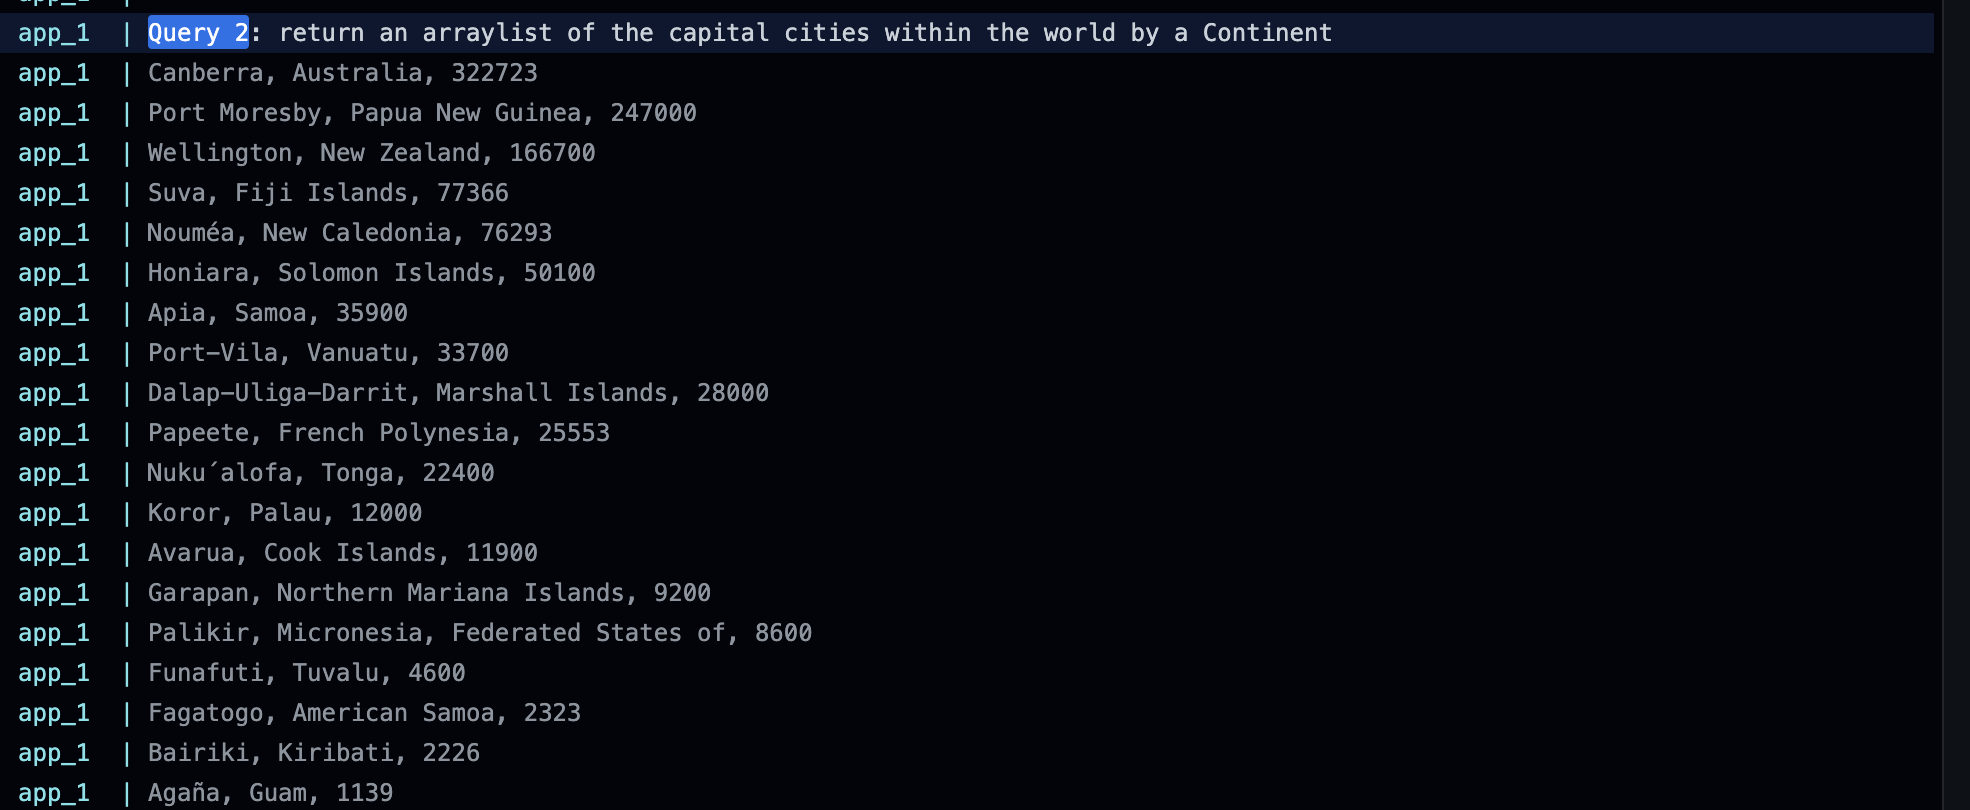 app_1 | Query 2: return an arraylist of the capital cities within the world by a Continent
app_1 | Canberra, Australia, 322723
app_1 | Port Moresby, Papua New Guinea, 247000
app_1 | Wellington, New Zealand, 166700
app_1 | Suva, Fiji Islands, 77366
app_1 | Nouméa, New Caledonia, 76293
app_1 | Honiara, Solomon Islands, 50100
app_1 | Apia, Samoa, 35900
app_1 | Port-Vila, Vanuatu, 33700
app_1 | Dalap-Uliga-Darrit, Marshall Islands, 28000
app_1 | Papeete, French Polynesia, 25553
app_1 | Nuku´alofa, Tonga, 22400
app_1 | Koror, Palau, 12000
app_1 | Avarua, Cook Islands, 11900
app_1 | Garapan, Northern Mariana Islands, 9200
app_1 | Palikir, Micronesia, Federated States of, 8600
app_1 | Funafuti, Tuvalu, 4600
app_1 | Fagatogo, American Samoa, 2323
app_1 | Bairiki, Kiribati, 2226
app_1 | Agaña, Guam, 1139